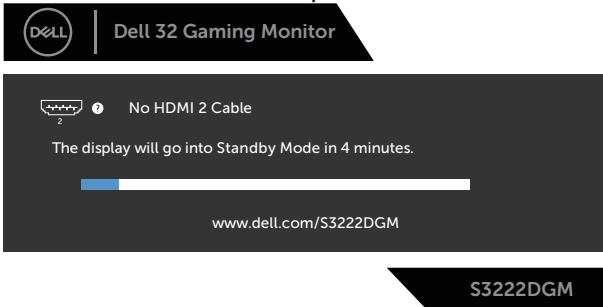 DELL
Dell 32 Gaming Monitor
2
?
No HDMI 2 Cable
The display will go into Standby Mode in 4 minutes.
www.dell.com/S3222DGM
S3222DGM